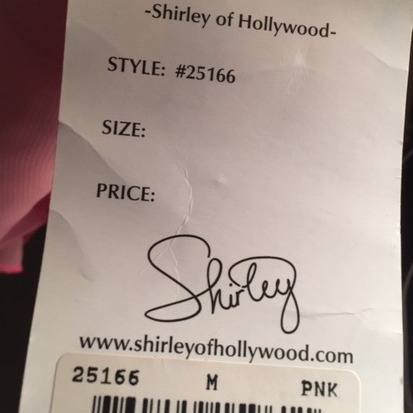 -Shirley of Hollywood-
STYLE: #25166
SIZE:
PRICE:
Shirley
www.shirleyofhollywood.com
25166 M PNK